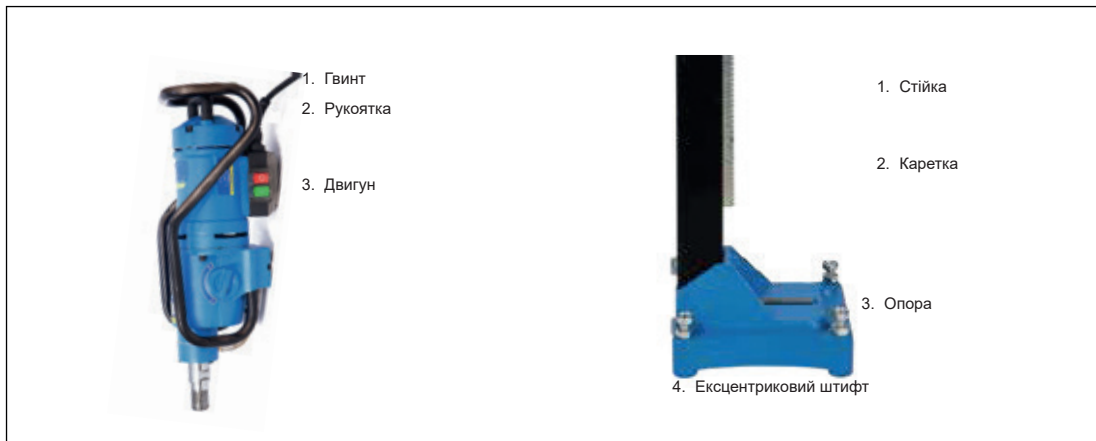 1. Гвинт
2. Рукоятка
3. Двигун
1. Стійка
2. Каретка
3. Опора
4. Ексцентриковий штифт